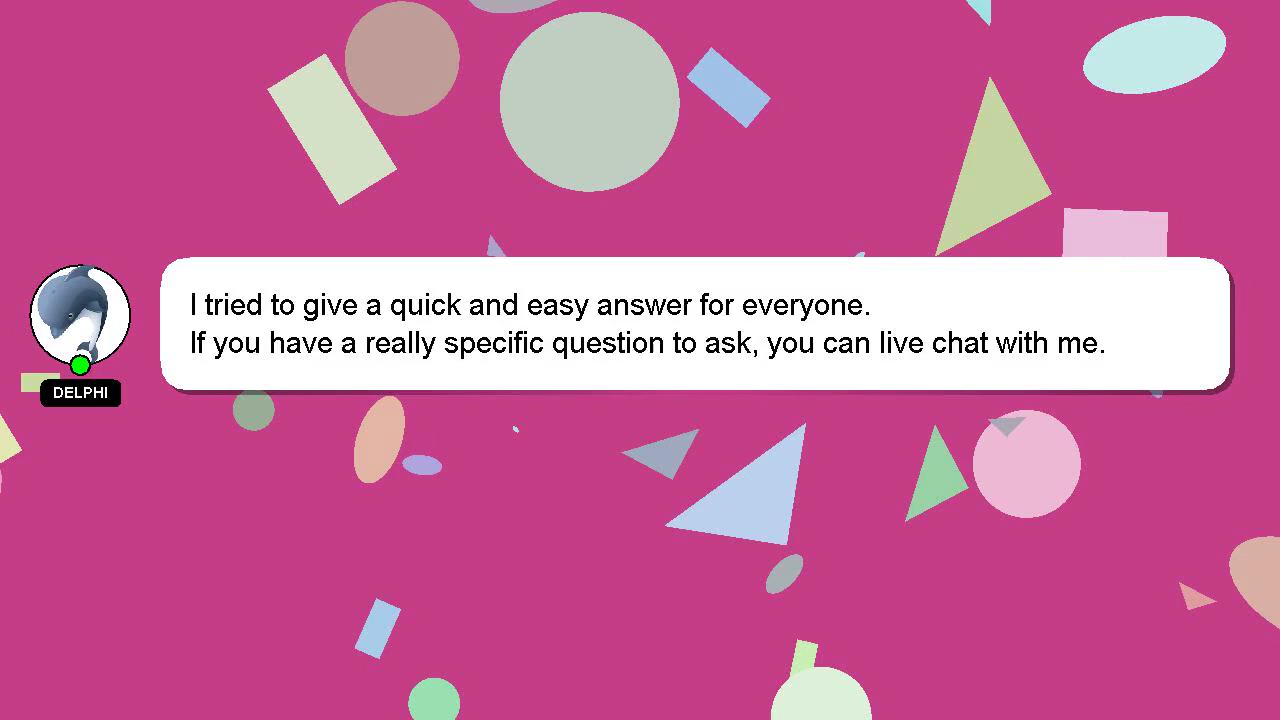 I tried to give a quick and easy answer for everyone.
If you have a really specific question to ask, you can live chat with me.
DELPHI